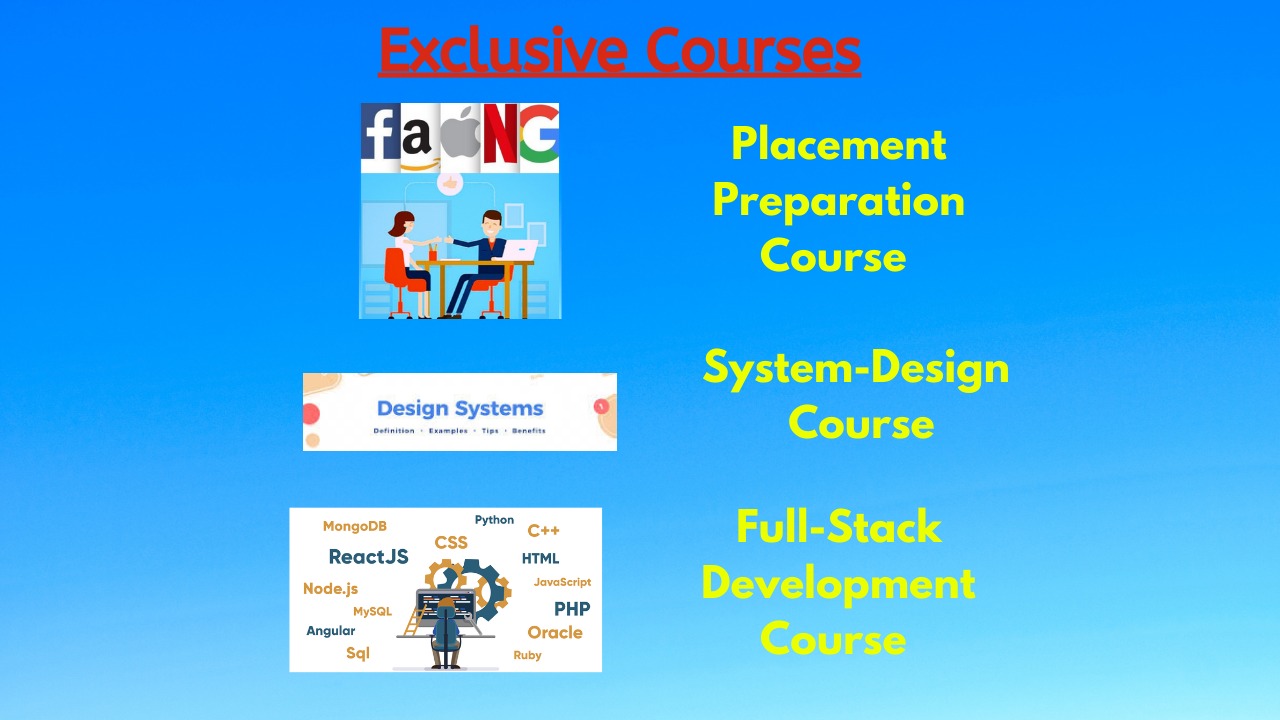 Exclusive Courses
f a N G
Placement
Preparation
Course
Design Systems
Definition • Examples • Tips • Benefits
System-Design
Course
MongoDB
Python
C++
CSS
ReactJS
HTML
Node.js
JavaScript
MySQL
PHP
Angular
Oracle
Sql
Ruby
Full-Stack
Development
Course